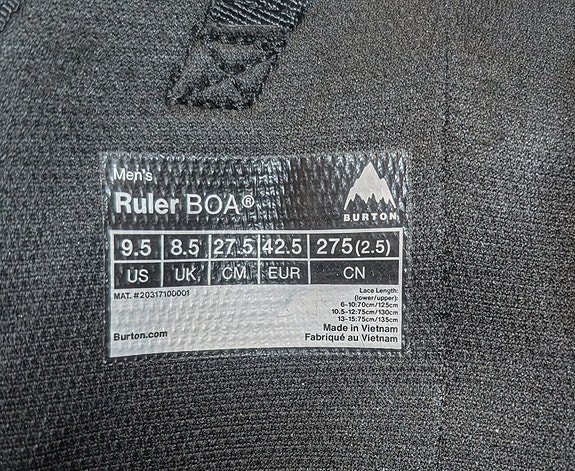 Men's
Ruler BOA®
BURTON
9.5 8.5 27.5 42.5 275 (2.5)
US UK CM EUR CN
MAT. #20317100001
Lace Length:
(lower/upper):
6-10:70cm/125cm
10.5-12:75cm/130cm
13-15:75cm/135cm
Burton.com
Made in Vietnam
Fabriqué au Vietnam